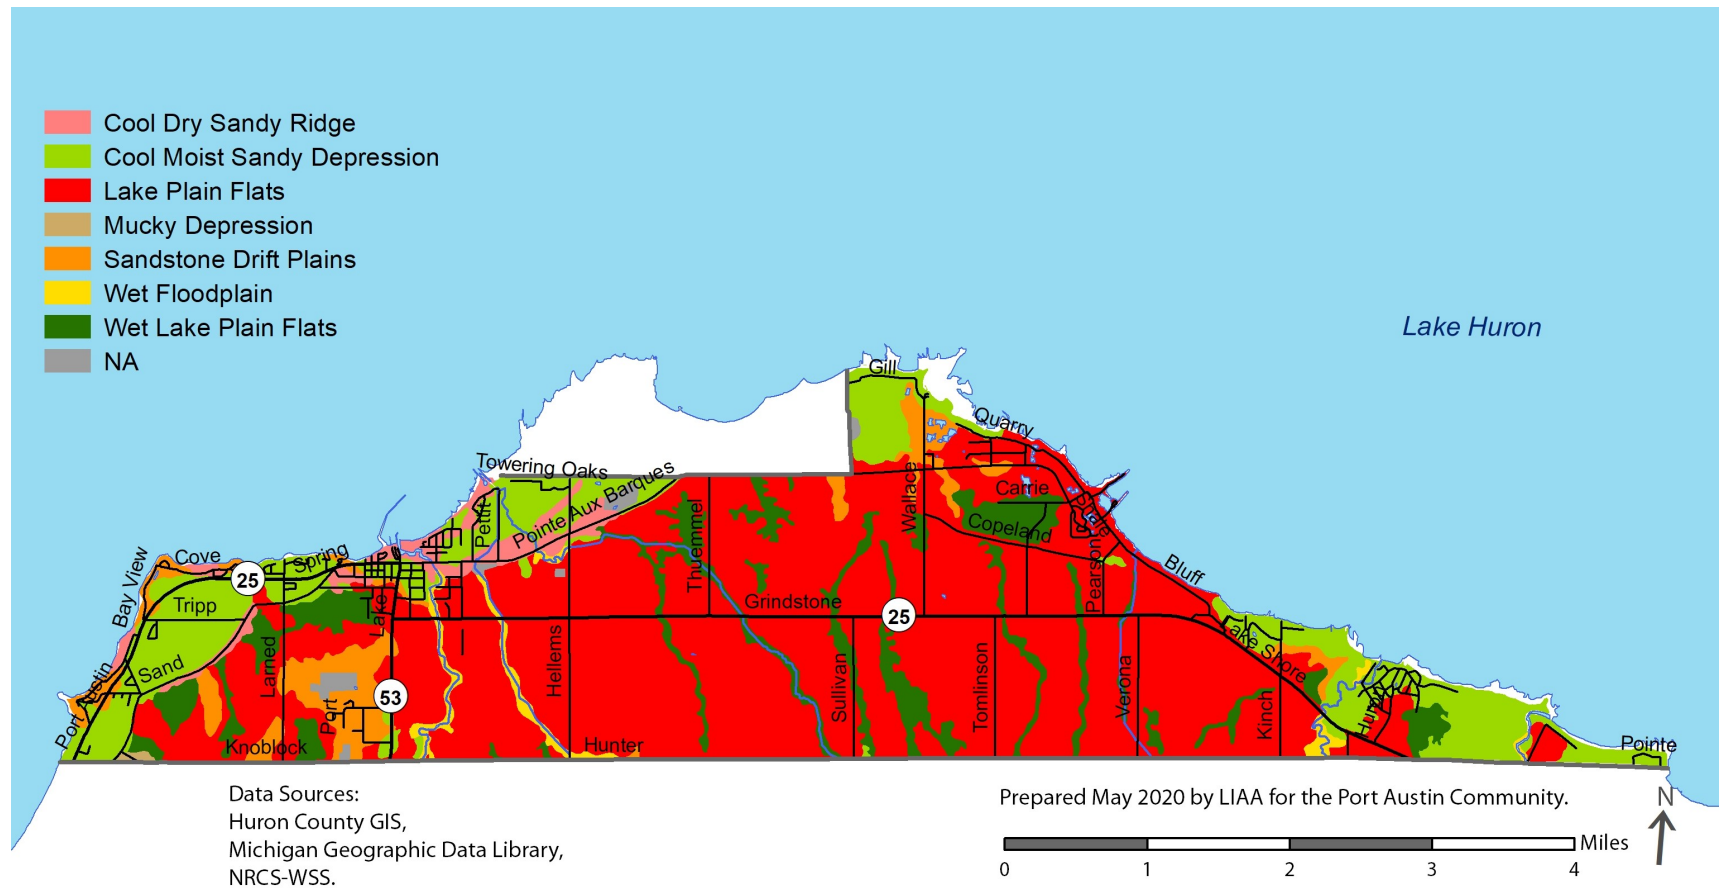 Cool Dry Sandy Ridge
Cool Moist Sandy Depression
Lake Plain Flats
Mucky Depression
Sandstone Drift Plains
Wet Floodplain
Wet Lake Plain Flats
NA
Lake Huron
Gill
Quarry
Towering Oaks
Pointe Aux Barques
Pettit
Wallace
Carrie
Copeland
Shale
Thuemmel
Pearson
Bluff
Bay View
Cove
Spring
25
Tripp
Lake
Grindstone
25
Sand
Larned
Port Austin
Port
53
Hellems
Sullivan
Tomlinson
Verona
Kinch
Lake Shore
Huron
Knoblock
Hunter
Pointe
Data Sources:
Huron County GIS,
Michigan Geographic Data Library,
NRCS-WSS.
Prepared May 2020 by LIAA for the Port Austin Community.
N
Miles
0 1 2 3 4